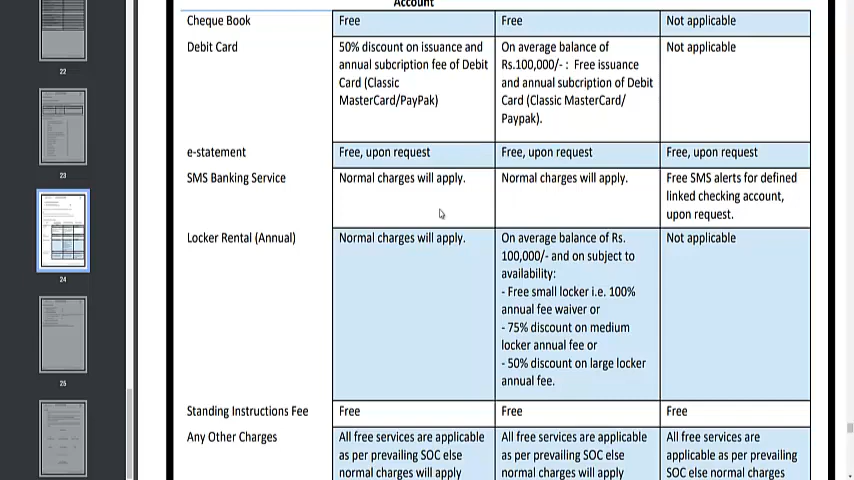 Account
Cheque Book Free Free Not applicable
Debit Card 50% discount on issuance and On average balance of Not applicable
annual subcription fee of Debit Rs.100,000/- : Free issuance
Card (Classic and annual subcription of Debit
MasterCard/PayPak) Card (Classic MasterCard/
Paypak).
e-statement Free, upon request Free, upon request Free, upon request
SMS Banking Service Normal charges will apply. Normal charges will apply. Free SMS alerts for defined
linked checking account,
upon request.
Locker Rental (Annual) Normal charges will apply. On average balance of Rs. Not applicable
100,000/- and on subject to
availability:
- Free small locker i.e. 100%
annual fee waiver or
- 75% discount on medium
locker annual fee or
- 50% discount on large locker
annual fee.
Standing Instructions Fee Free Free Free
Any Other Charges All free services are applicable All free services are applicable All free services are
as per prevailing SOC else as per prevailing SOC else applicable as per prevailing
normal charges will apply normal charges will apply SOC else normal charges
22
23
24
25